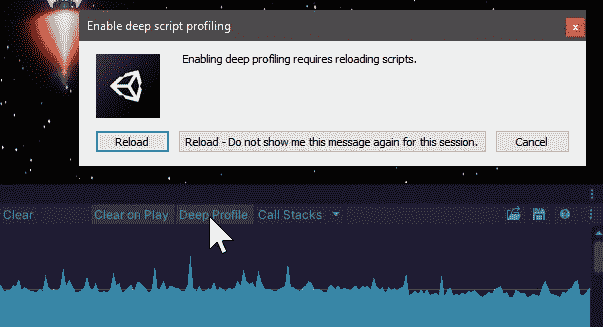 Enable deep script profiling
x
Enabling deep profiling requires reloading scripts.
Reload
Reload - Do not show me this message again for this session.
Cancel
Clear
Clear on Play
Deep Profile
Call Stacks